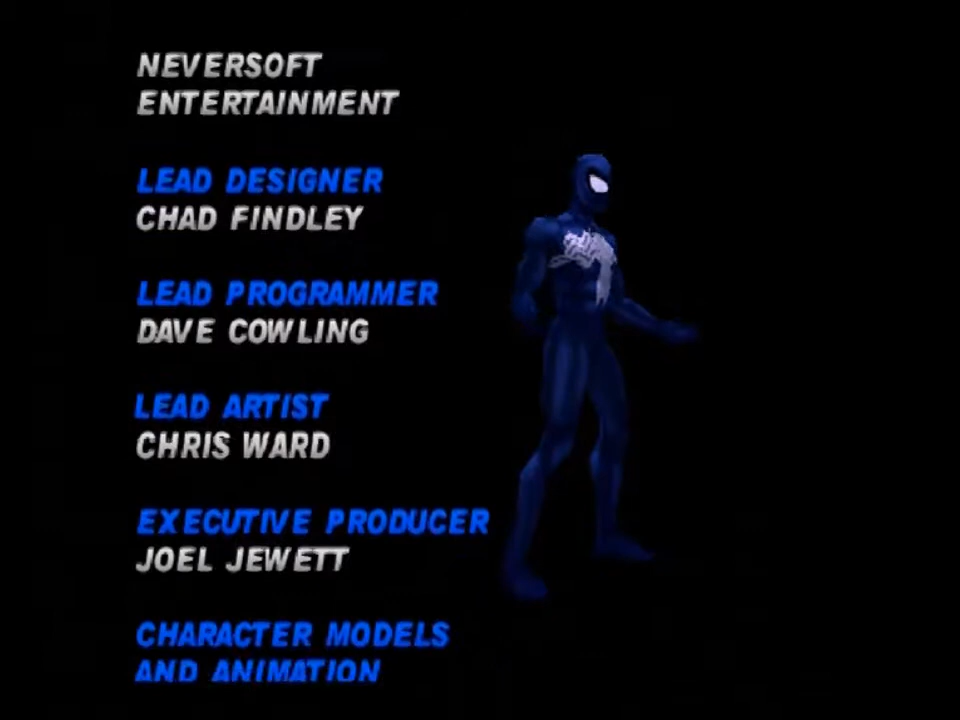 NEVERSOFT
ENTERTAINMENT
LEAD DESIGNER
CHAD FINDLEY
LEAD PROGRAMMER
DAVE COWLING
LEAD ARTIST
CHRIS WARD
EXECUTIVE PRODUCER
JOEL JEWETT
CHARACTER MODELS
AND ANIMATION